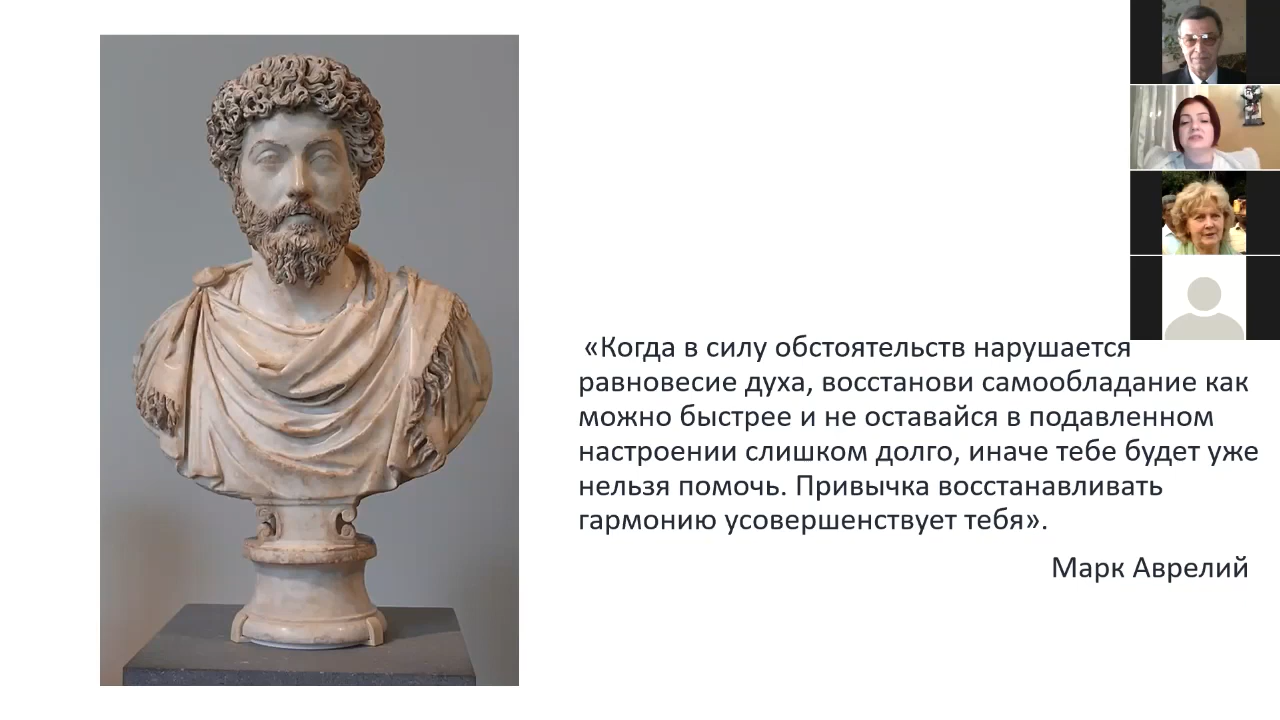 «Когда в силу обстоятельств нарушается
равновесие духа, восстанови самообладание как
можно быстрее и не оставайся в подавленном
настроении слишком долго, иначе тебе будет уже
нельзя помочь. Привычка восстанавливать
гармонию усовершенствует тебя».
Марк Аврелий